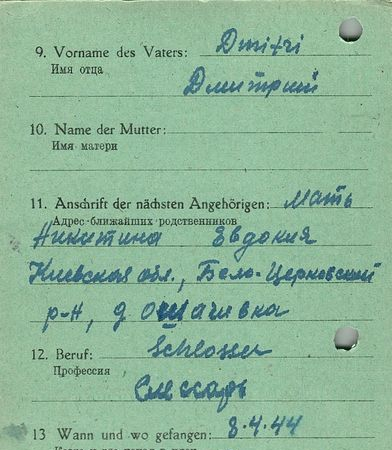 9. Vorname des Vaters: Dmitri
Имя отца Дмитрий
10. Name der Mutter:
Имя матери
11. Anschrift der nächsten Angehörigen: Мать
Адрес ближайших родственников
Никитина Эвдокия
Киевская обл., Бело-Церковский
р-н, д
12. Beruf: Schlosser
Профессия
Слессарь
13 Wann und wo gefangen: 8.4.44